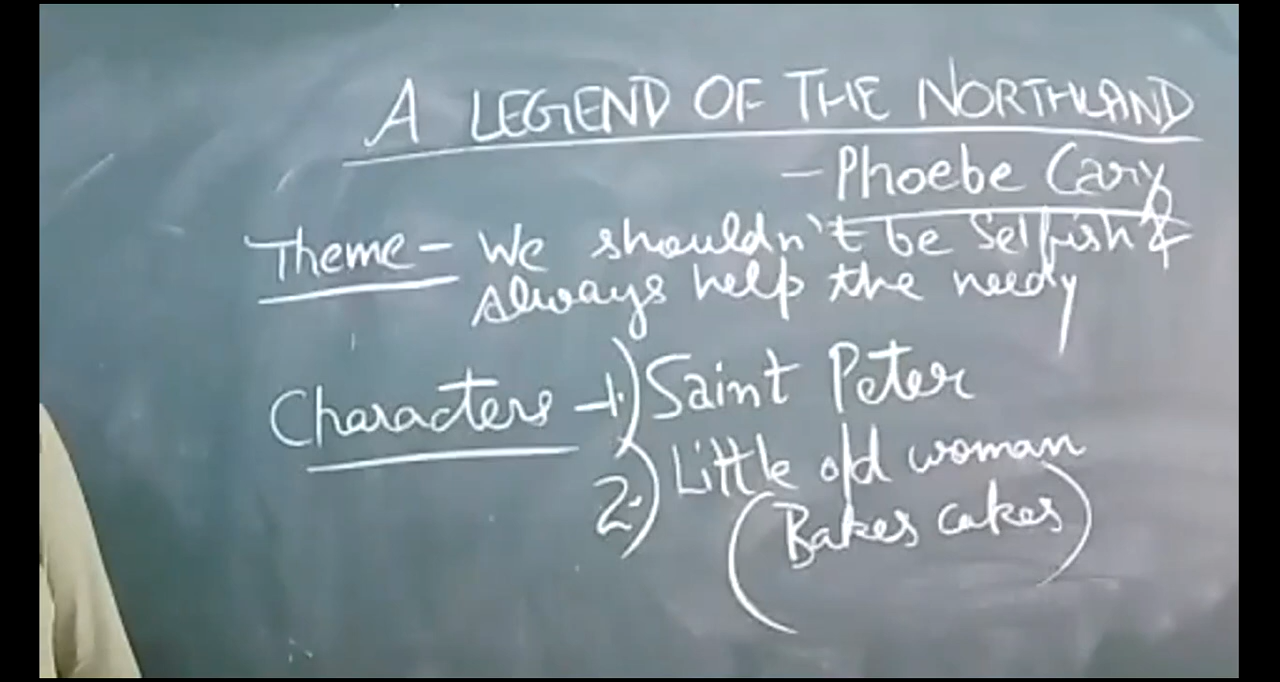 A LEGEND OF THE NORTHLAND
- Phoebe Cary
Theme - We shouldn't be Selfish &
always help the needy
Characters - 1.) Saint Peter
2.) Little old woman
(Bakes cakes)